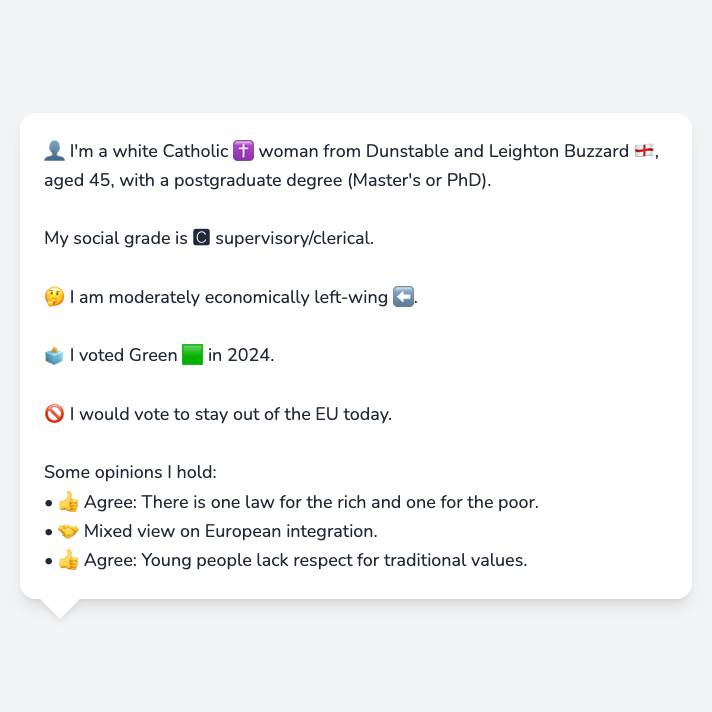 👤 I'm a white Catholic ✝️ woman from Dunstable and Leighton Buzzard 🏴󠁧󠁢󠁥󠁮󠁧󠁿,
aged 45, with a postgraduate degree (Master's or PhD).
My social grade is 🅲 supervisory/clerical.
🤔 I am moderately economically left-wing ⬅️.
🗳️ I voted Green 🟩 in 2024.
🚫 I would vote to stay out of the EU today.
Some opinions I hold:
• 👍 Agree: There is one law for the rich and one for the poor.
• 🤝 Mixed view on European integration.
• 👍 Agree: Young people lack respect for traditional values.